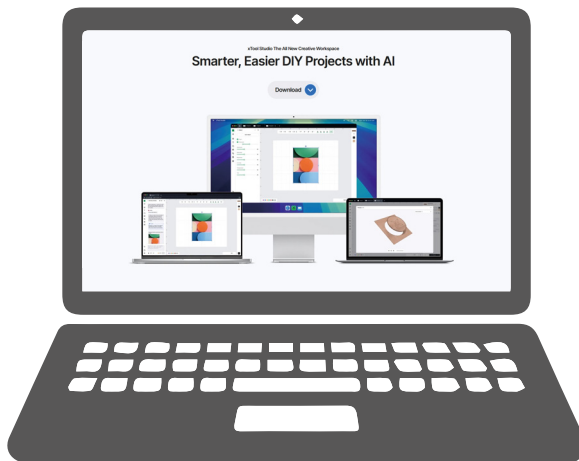 xTool Studio The All New Creative Workspace
Smarter, Easier DIY Projects with AI
Download